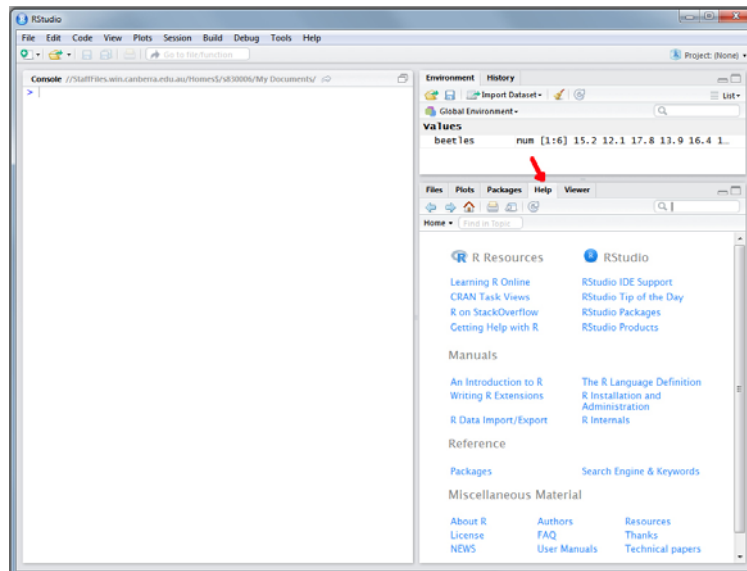 RStudio
File Edit Code View Plots Session Build Debug Tools Help
Go to file/function Project: (None)
Console //StaffFiles.win.canberra.edu.au/Homes$/s830006/My Documents/
>
Environment History
Import Dataset List
Global Environment
values
beetles num [1:6] 15.2 12.1 17.8 13.9 16.4 1…
Files Plots Packages Help Viewer
Home Find in Topic
R Resources
Learning R Online
CRAN Task Views
R on StackOverflow
Getting Help with R
RStudio
RStudio IDE Support
RStudio Tip of the Day
RStudio Packages
RStudio Products
Manuals
An Introduction to R
Writing R Extensions
R Data Import/Export
The R Language Definition
R Installation and
Administration
R Internals
Reference
Packages Search Engine & Keywords
Miscellaneous Material
About R Authors Resources
License FAQ Thanks
NEWS User Manuals Technical papers